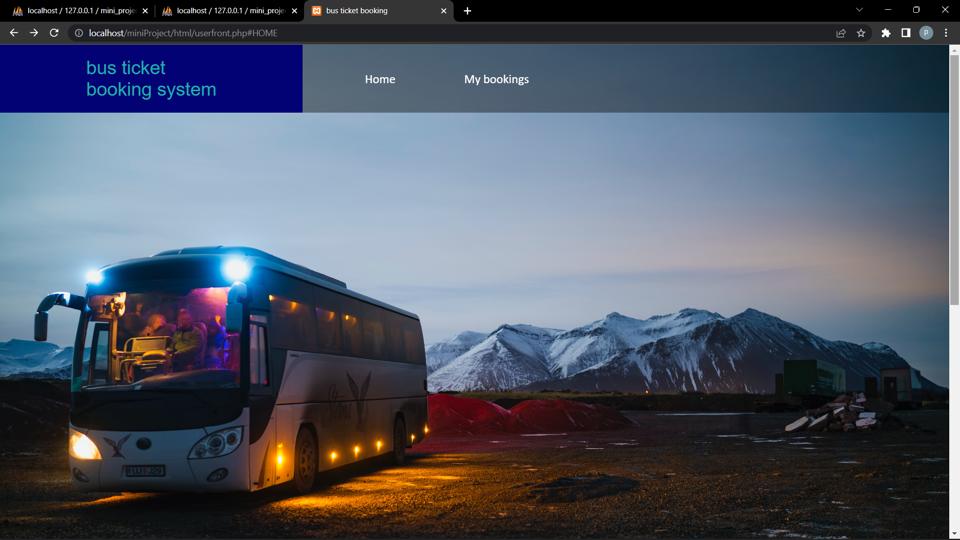 localhost / 127.0.0.1 / mini_proje
localhost / 127.0.0.1 / mini_proje
bus ticket booking
localhost/miniProject/html/userfront.php#HOME
P
bus ticket
booking system
Home
My bookings